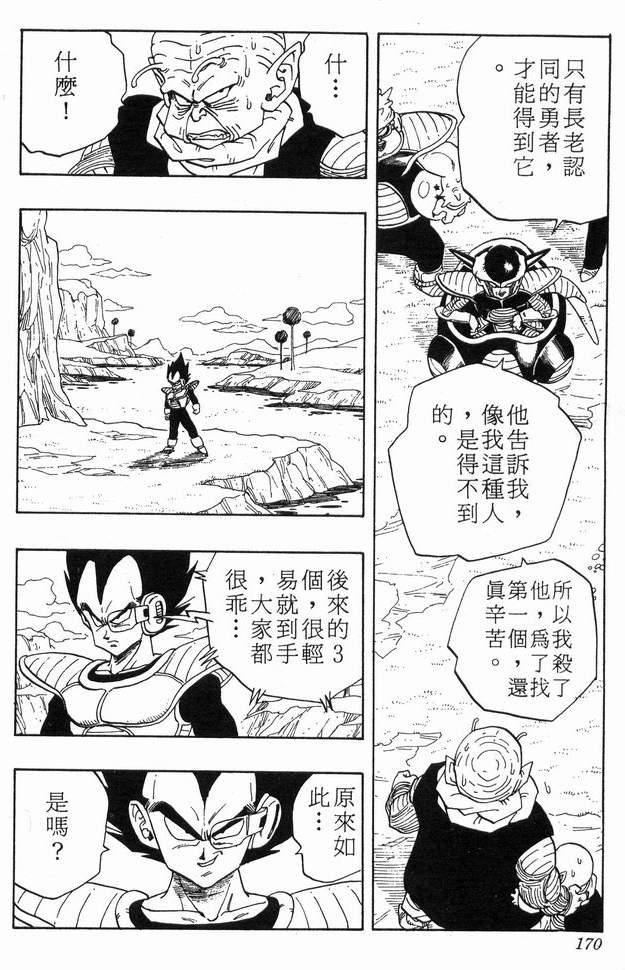 只有長老認
同的勇者，
才能得到它
。
他告訴我，
像我這種人
，是得不到
的。
所以我殺了
他，爲了找
第一個，還
眞辛苦。
什…
什麼！
後來的3
個，很輕
易就到手
，大家都
很乖…
原來如
此…
是嗎？
170